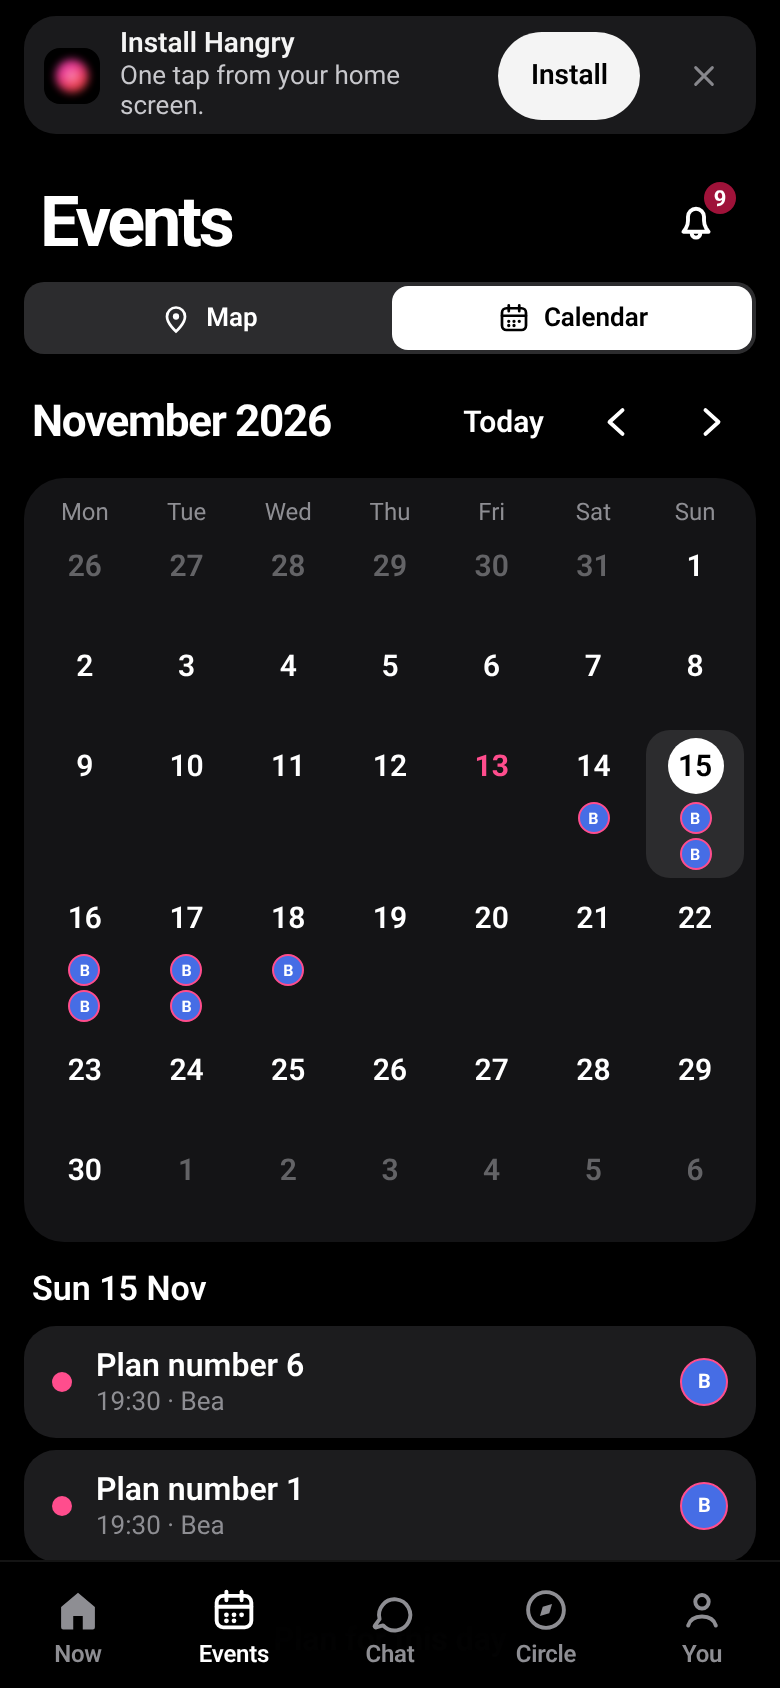 Install Hangry
One tap from your home
screen.
Install
Events
9
Map
Calendar
November 2026
Today
Mon Tue Wed Thu Fri Sat Sun
26 27 28 29 30 31 1
2 3 4 5 6 7 8
9 10 11 12 13 14 15
B B
B
16 17 18 19 20 21 22
B B B
B B
23 24 25 26 27 28 29
30 1 2 3 4 5 6
Sun 15 Nov
Plan number 6
19:30 · Bea
B
Plan number 1
19:30 · Bea
B
Now Events Chat Circle You